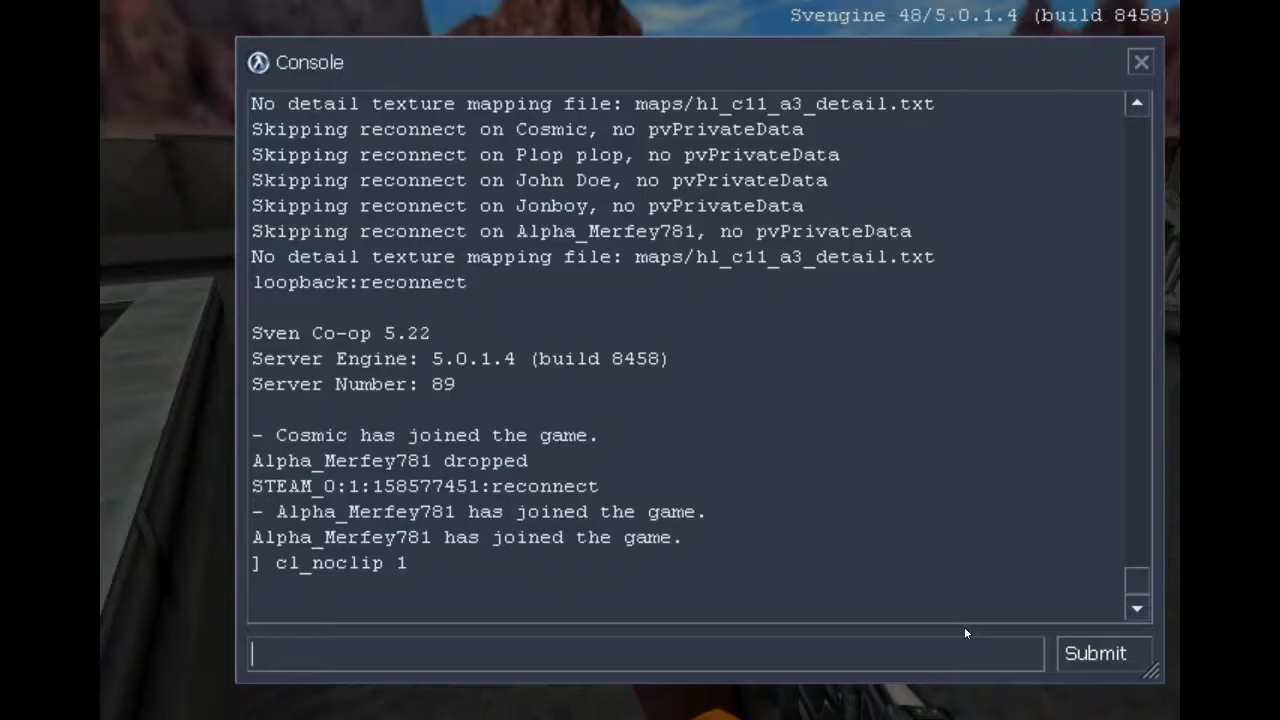 Svengine 48/5.0.1.4 (build 8458)
Console
No detail texture mapping file: maps/hl_c11_a3_detail.txt
Skipping reconnect on Cosmic, no pvPrivateData
Skipping reconnect on Plop plop, no pvPrivateData
Skipping reconnect on John Doe, no pvPrivateData
Skipping reconnect on Jonboy, no pvPrivateData
Skipping reconnect on Alpha_Merfey781, no pvPrivateData
No detail texture mapping file: maps/hl_c11_a3_detail.txt
loopback:reconnect
Sven Co-op 5.22
Server Engine: 5.0.1.4 (build 8458)
Server Number: 89
- Cosmic has joined the game.
Alpha_Merfey781 dropped
STEAM_0:1:158577451:reconnect
- Alpha_Merfey781 has joined the game.
Alpha_Merfey781 has joined the game.
] cl_noclip 1
Submit